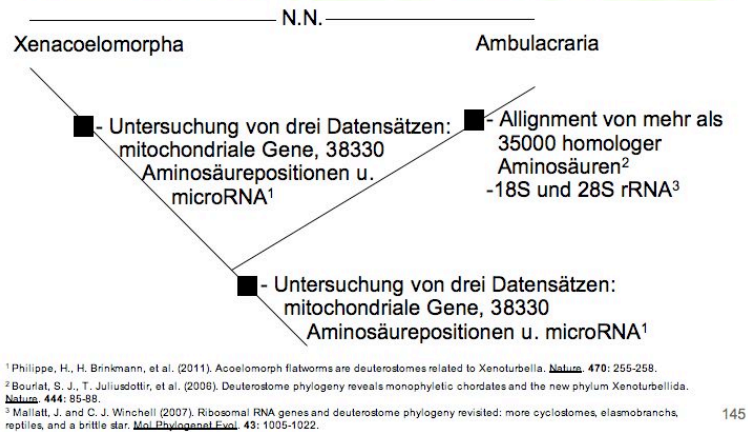 N.N.
Xenacoelomorpha
Ambulacraria
- Untersuchung von drei Datensätzen:
mitochondriale Gene, 38330
Aminosäurepositionen u.
microRNA¹
- Allignment von mehr als
35000 homologer
Aminosäuren²
-18S und 28S rRNA³
- Untersuchung von drei Datensätzen:
mitochondriale Gene, 38330
Aminosäurepositionen u. microRNA¹
¹ Philippe, H., H. Brinkmann, et al. (2011). Acoelomorph flatworms are deuterostomes related to Xenoturbella. Nature. 470: 255-258.
² Bourlat, S. J., T. Juliusdottir, et al. (2006). Deuterostome phylogeny reveals monophyletic chordates and the new phylum Xenoturbellida.
Nature. 444: 85-88.
³ Mallatt, J. and C. J. Winchell (2007). Ribosomal RNA genes and deuterostome phylogeny revisited: more cyclostomes, elasmobranchs,
reptiles, and a brittle star. Mol Phylogenet Evol. 43: 1005-1022.
145